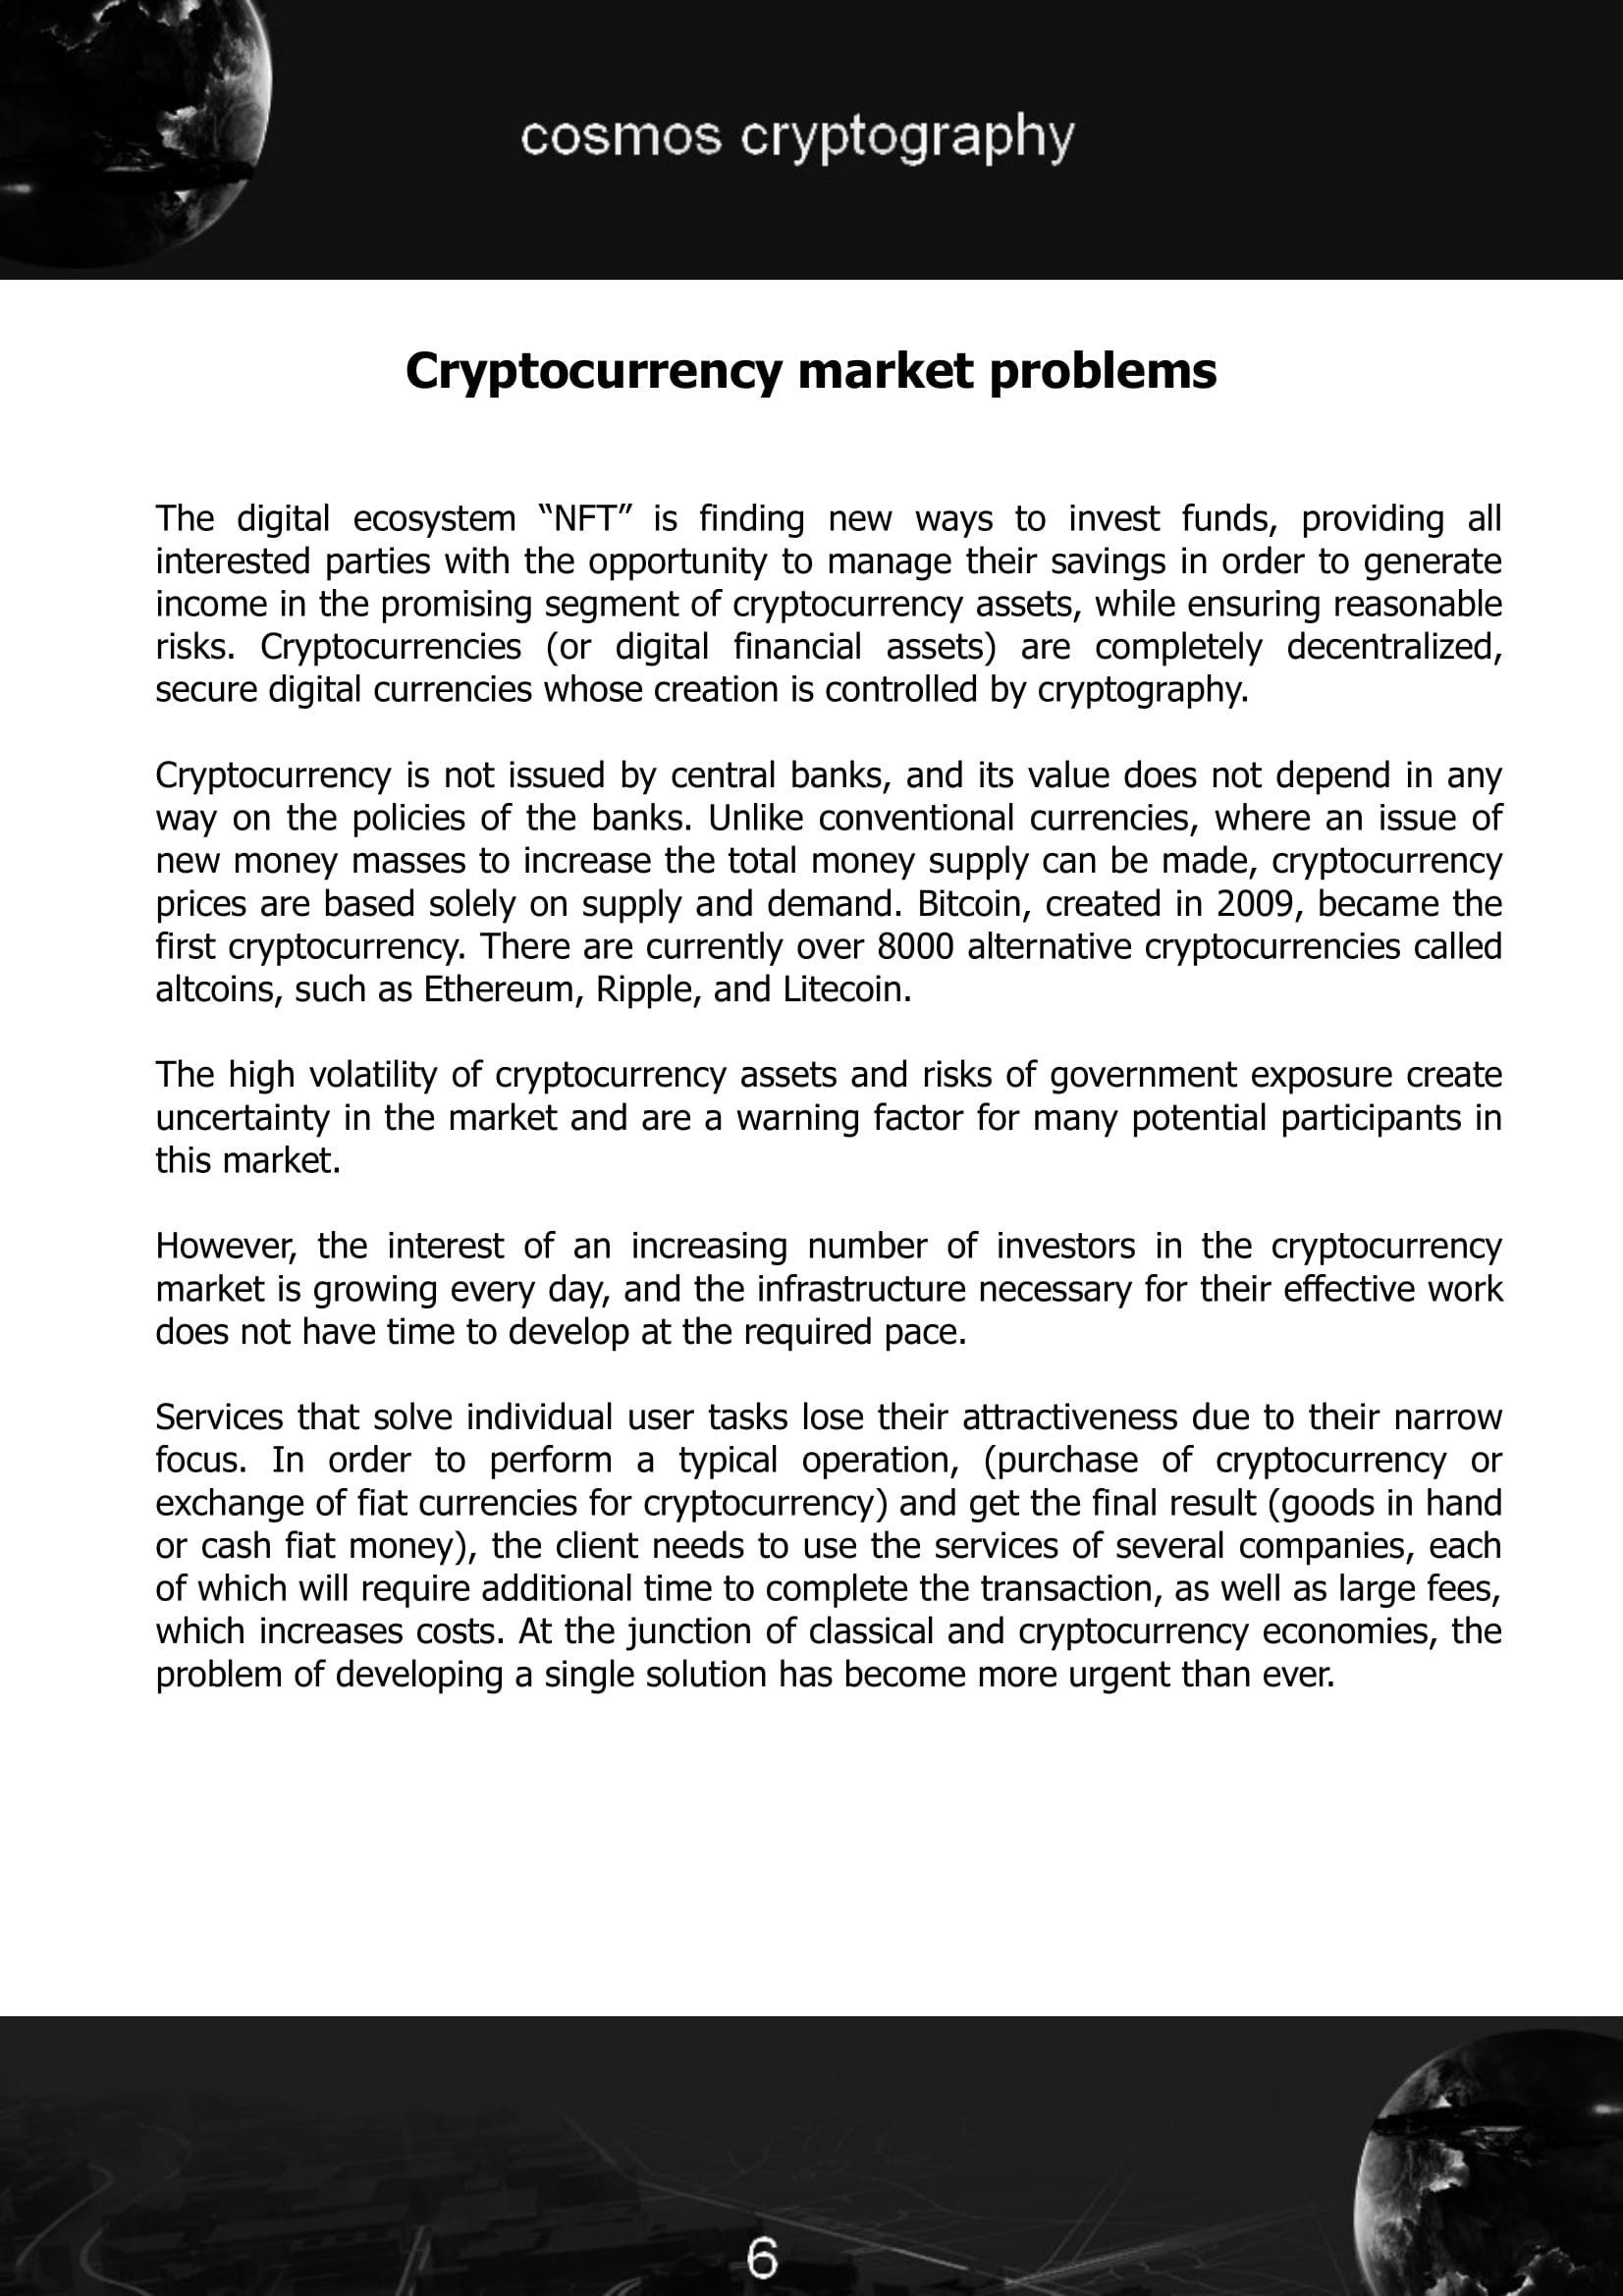 cosmos cryptography
Cryptocurrency market problems
The digital ecosystem “NFT” is finding new ways to invest funds, providing all
interested parties with the opportunity to manage their savings in order to generate
income in the promising segment of cryptocurrency assets, while ensuring reasonable
risks. Cryptocurrencies (or digital financial assets) are completely decentralized,
secure digital currencies whose creation is controlled by cryptography.
Cryptocurrency is not issued by central banks, and its value does not depend in any
way on the policies of the banks. Unlike conventional currencies, where an issue of
new money masses to increase the total money supply can be made, cryptocurrency
prices are based solely on supply and demand. Bitcoin, created in 2009, became the
first cryptocurrency. There are currently over 8000 alternative cryptocurrencies called
altcoins, such as Ethereum, Ripple, and Litecoin.
The high volatility of cryptocurrency assets and risks of government exposure create
uncertainty in the market and are a warning factor for many potential participants in
this market.
However, the interest of an increasing number of investors in the cryptocurrency
market is growing every day, and the infrastructure necessary for their effective work
does not have time to develop at the required pace.
Services that solve individual user tasks lose their attractiveness due to their narrow
focus. In order to perform a typical operation, (purchase of cryptocurrency or
exchange of fiat currencies for cryptocurrency) and get the final result (goods in hand
or cash fiat money), the client needs to use the services of several companies, each
of which will require additional time to complete the transaction, as well as large fees,
which increases costs. At the junction of classical and cryptocurrency economies, the
problem of developing a single solution has become more urgent than ever.
6